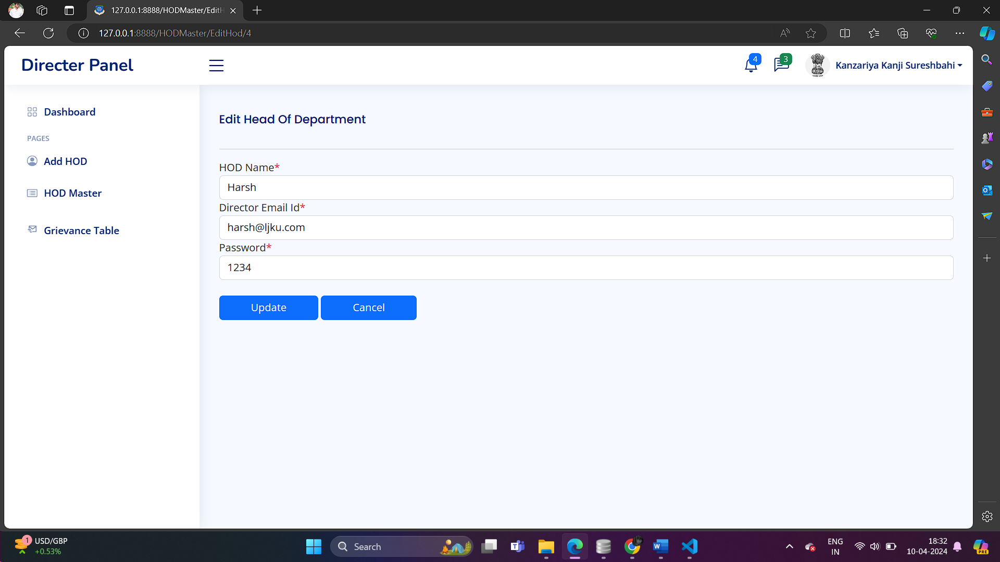 127.0.0.1:8888/HODMaster/EditH
127.0.0.1:8888/HODMaster/EditHod/4
Directer Panel
4
3
Kanzariya Kanji Sureshbahi
Dashboard
PAGES
Add HOD
HOD Master
Grievance Table
Edit Head Of Department
HOD Name*
Harsh
Director Email Id*
harsh@ljku.com
Password*
1234
Update Cancel
1
USD/GBP
+0.53%
Search
ENG
IN
18:32
10-04-2024
PRE